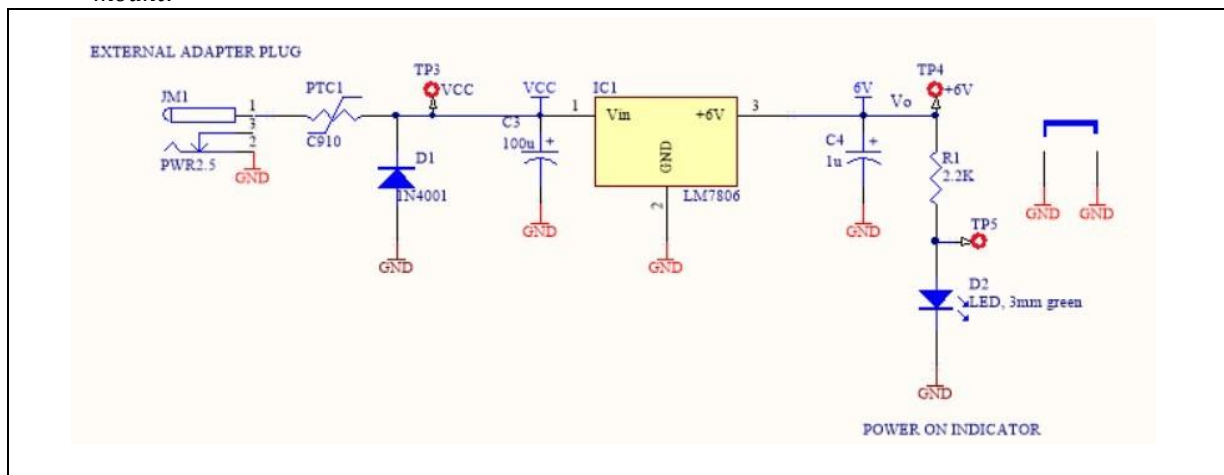 EXTERNAL ADAPTER PLUG
JM1
1
3
2
PWR2.5
GND
PTC1
C910
TP3
VCC
D1
1N4001
GND
VCC
C3
100u
+
GND
IC1
1
Vin
+6V
3
GND
2
LM7806
GND
6V
Vo
TP4
+6V
C4
1u
+
GND
R1
2.2K
TP5
D2
LED, 3mm green
GND
GND
GND
POWER ON INDICATOR